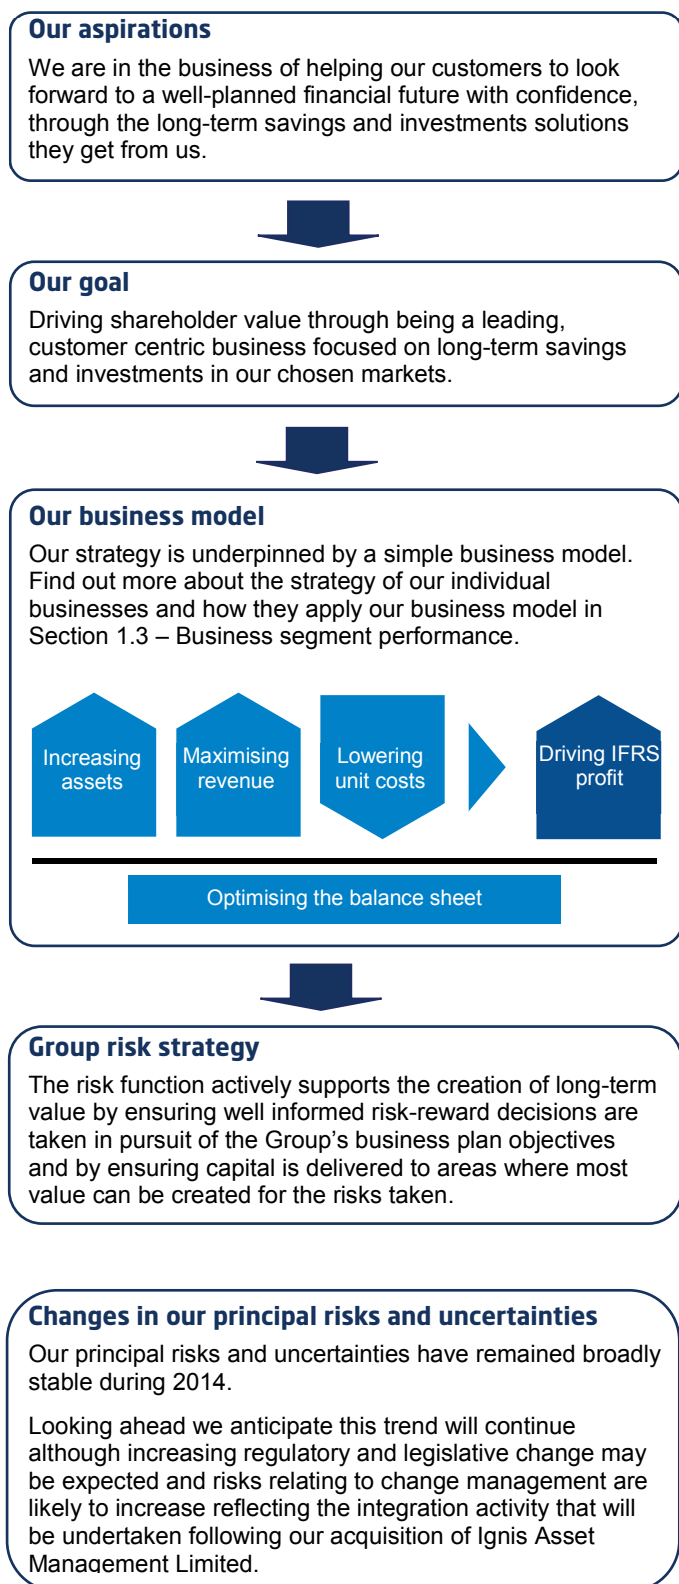 Our aspirations
We are in the business of helping our customers to look
forward to a well-planned financial future with confidence,
through the long-term savings and investments solutions
they get from us.
Our goal
Driving shareholder value through being a leading,
customer centric business focused on long-term savings
and investments in our chosen markets.
Our business model
Our strategy is underpinned by a simple business model.
Find out more about the strategy of our individual
businesses and how they apply our business model in
Section 1.3 – Business segment performance.
Increasing
assets
Maximising
revenue
Lowering
unit costs
Driving IFRS
profit
Optimising the balance sheet
Group risk strategy
The risk function actively supports the creation of long-term
value by ensuring well informed risk-reward decisions are
taken in pursuit of the Group’s business plan objectives
and by ensuring capital is delivered to areas where most
value can be created for the risks taken.
Changes in our principal risks and uncertainties
Our principal risks and uncertainties have remained broadly
stable during 2014.
Looking ahead we anticipate this trend will continue
although increasing regulatory and legislative change may
be expected and risks relating to change management are
likely to increase reflecting the integration activity that will
be undertaken following our acquisition of Ignis Asset
Management Limited.